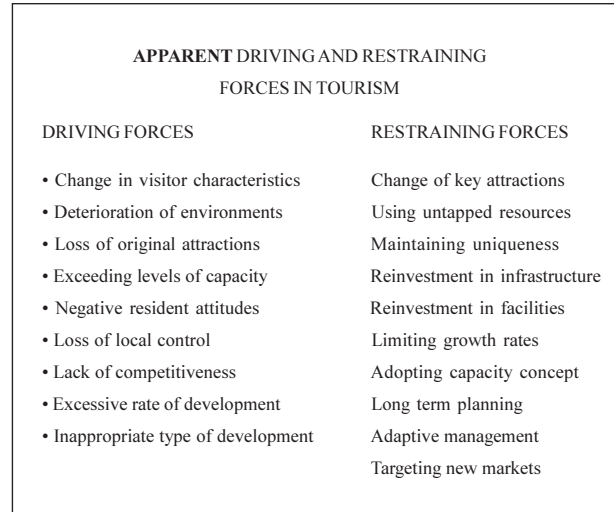 APPARENT DRIVING AND RESTRAINING
FORCES IN TOURISM
DRIVING FORCES
• Change in visitor characteristics
• Deterioration of environments
• Loss of original attractions
• Exceeding levels of capacity
• Negative resident attitudes
• Loss of local control
• Lack of competitiveness
• Excessive rate of development
• Inappropriate type of development
RESTRAINING FORCES
Change of key attractions
Using untapped resources
Maintaining uniqueness
Reinvestment in infrastructure
Reinvestment in facilities
Limiting growth rates
Adopting capacity concept
Long term planning
Adaptive management
Targeting new markets